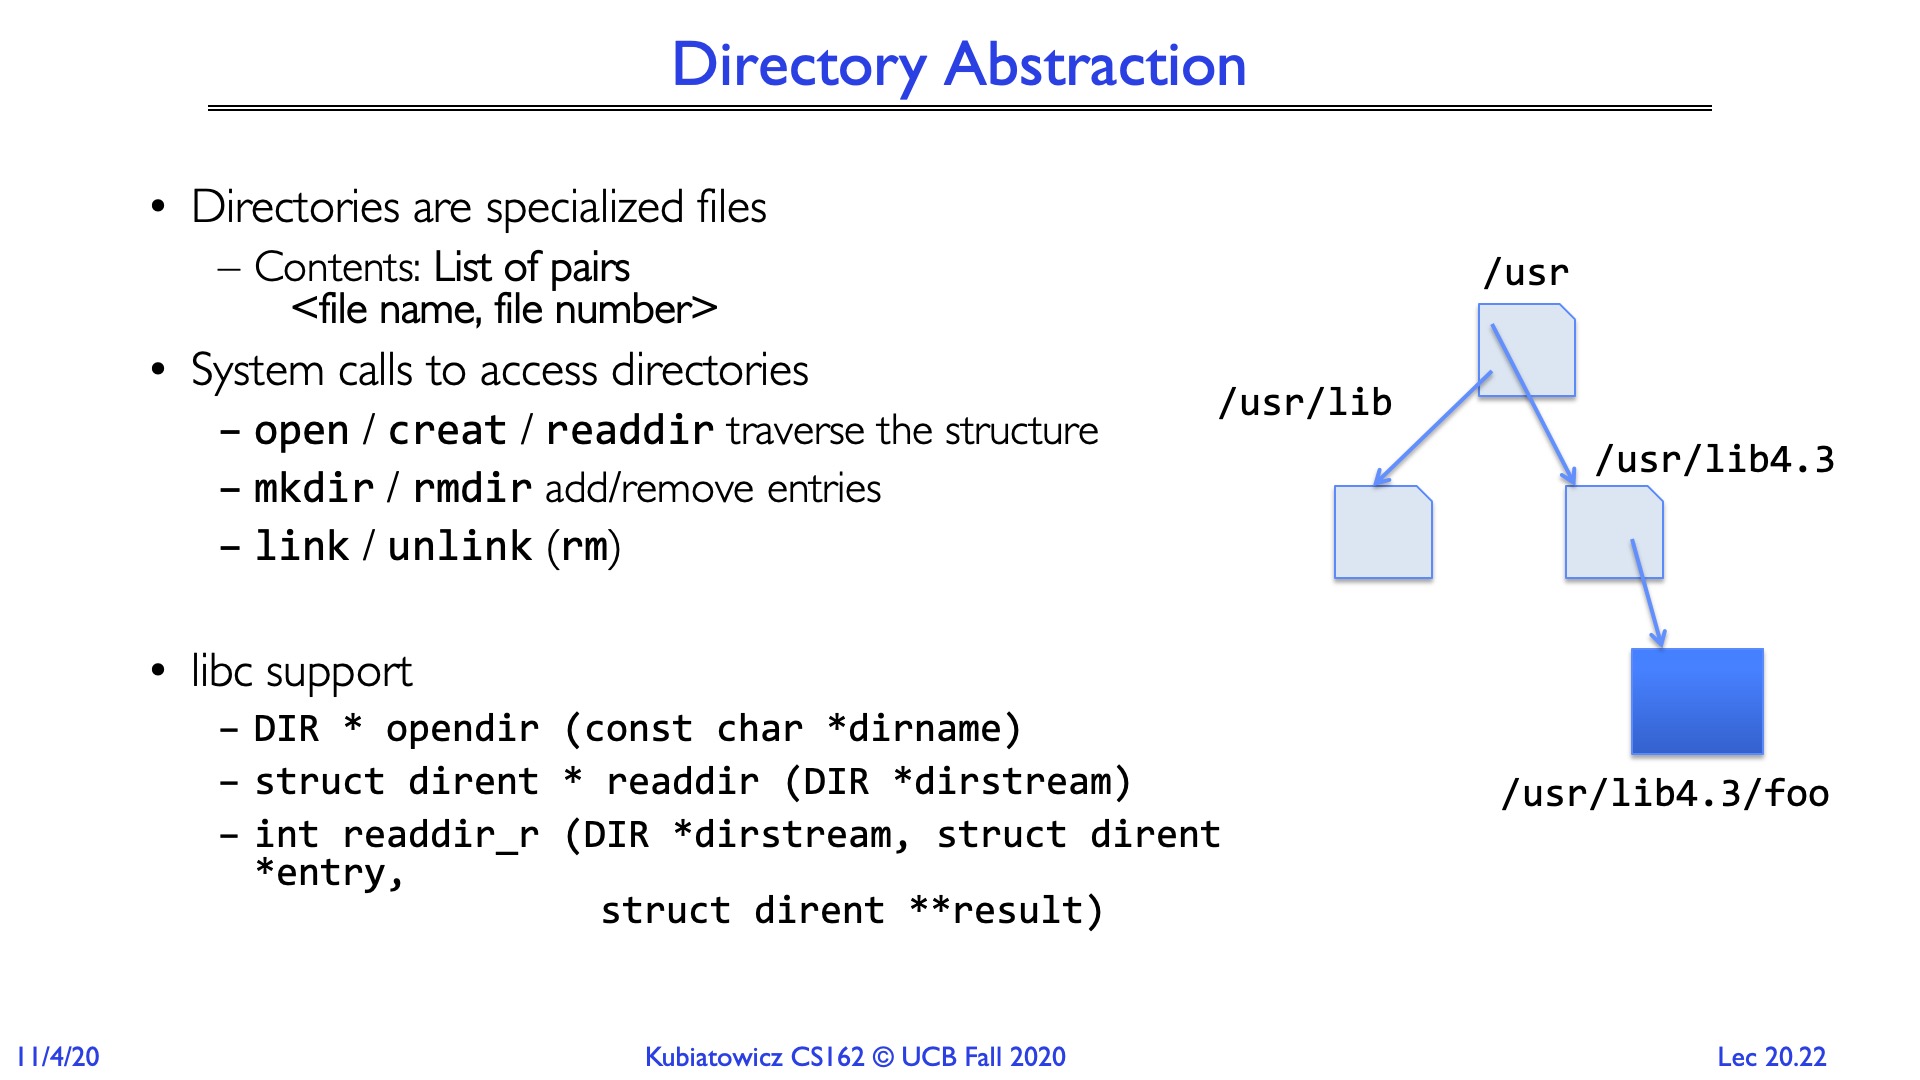 Directory Abstraction
• Directories are specialized files
– Contents: List of pairs
<file name, file number>
• System calls to access directories
– open / creat / readdir traverse the structure
– mkdir / rmdir add/remove entries
– link / unlink (rm)
• libc support
– DIR * opendir (const char *dirname)
– struct dirent * readdir (DIR *dirstream)
– int readdir_r (DIR *dirstream, struct dirent
*entry,
struct dirent **result)
/usr
/usr/lib
/usr/lib4.3
/usr/lib4.3/foo
11/4/20
Kubiatowicz CS162 © UCB Fall 2020
Lec 20.22